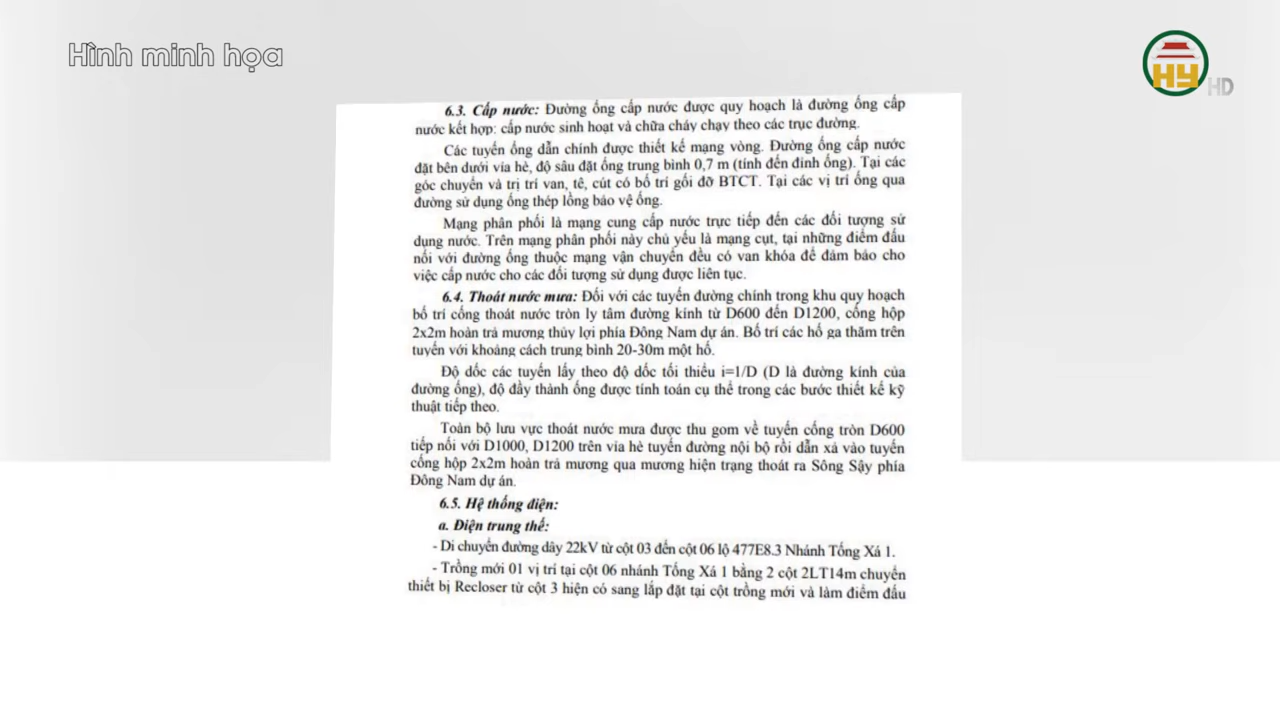 Hình minh họa
HY HD
6.3. Cấp nước: Đường ống cấp nước được quy hoạch là đường ống cấp
nước kết hợp: cấp nước sinh hoạt và chữa cháy chạy theo các trục đường.
Các tuyến ống dẫn chính được thiết kế mạng vòng. Đường ống cấp nước
đặt bên dưới vỉa hè, độ sâu đặt ống trung bình 0,7 m (tính đến đỉnh ống). Tại các
góc chuyển và trị trí van, tê, cút có bố trí gối đỡ BTCT. Tại các vị trí ống qua
đường sử dụng ống thép lồng bảo vệ ống.
Mạng phân phối là mạng cung cấp nước trực tiếp đến các đối tượng sử
dụng nước. Trên mạng phân phối này chủ yếu là mạng cụt, tại những điểm đấu
nối với đường ống thuộc mạng vận chuyển đều có van khóa để đảm bảo cho
việc cấp nước cho các đối tượng sử dụng được liên tục.
6.4. Thoát nước mưa: Đối với các tuyến đường chính trong khu quy hoạch
bố trí cống thoát nước tròn ly tâm đường kính từ D600 đến D1200, cống hộp
2x2m hoàn trả mương thủy lợi phía Đông Nam dự án. Bố trí các hố ga thăm trên
tuyến với khoảng cách trung bình 20-30m một hố.
Độ dốc các tuyến lấy theo độ dốc tối thiểu i=1/D (D là đường kính của
đường ống), độ đầy thành ống được tính toán cụ thể trong các bước thiết kế kỹ
thuật tiếp theo.
Toàn bộ lưu vực thoát nước mưa được thu gom về tuyến cống tròn D600
tiếp nối với D1000, D1200 trên vỉa hè tuyến đường nội bộ rồi dẫn xả vào tuyến
cống hộp 2x2m hoàn trả mương qua mương hiện trạng thoát ra Sông Sậy phía
Đông Nam dự án.
6.5. Hệ thống điện:
a. Điện trung thế:
- Di chuyển đường dây 22kV từ cột 03 đến cột 06 lộ 477E8.3 Nhánh Tống Xá 1.
- Trồng mới 01 vị trí tại cột 06 nhánh Tống Xá 1 bằng 2 cột 2LT14m chuyển
thiết bị Recloser từ cột 3 hiện có sang lắp đặt tại cột trồng mới và làm điểm đấu